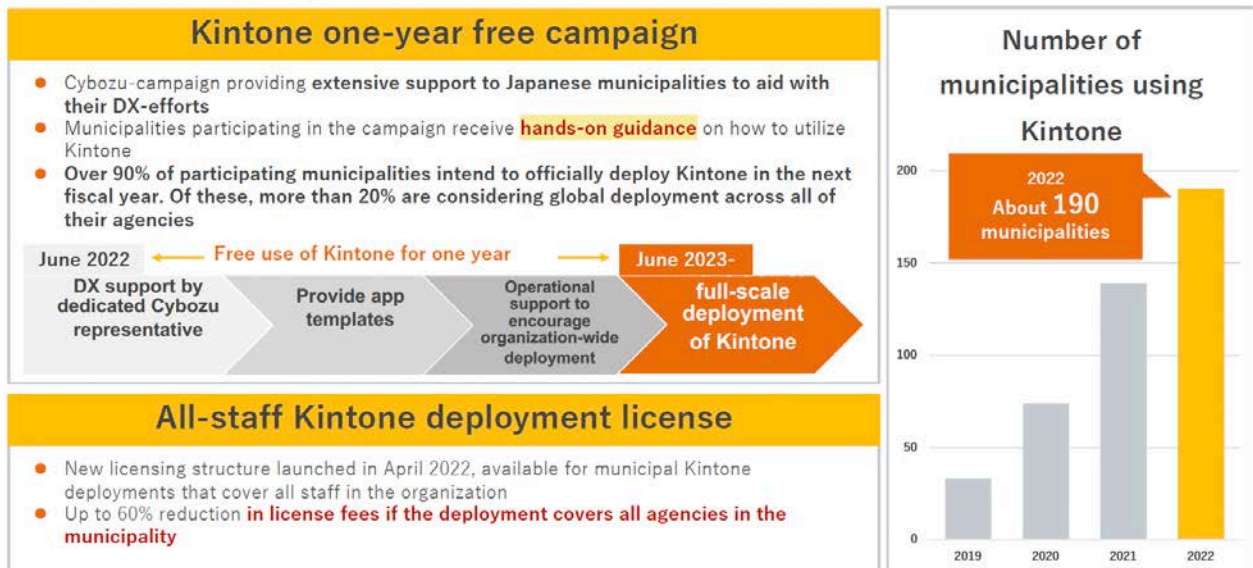 Kintone one-year free campaign
Cybozu-campaign providing extensive support to Japanese municipalities to aid with
their DX-efforts
Municipalities participating in the campaign receive hands-on guidance on how to utilize
Kintone
Over 90% of participating municipalities intend to officially deploy Kintone in the next
fiscal year. Of these, more than 20% are considering global deployment across all of
their agencies
June 2022
Free use of Kintone for one year
June 2023-
DX support by
dedicated Cybozu
representative
Provide app
templates
Operational
support to
encourage
organization-wide
deployment
full-scale
deployment
of Kintone
All-staff Kintone deployment license
New licensing structure launched in April 2022, available for municipal Kintone
deployments that cover all staff in the organization
Up to 60% reduction in license fees if the deployment covers all agencies in the
municipality
Number of
municipalities using
Kintone
2022
About 190
municipalities
200
150
100
50
0
2019
2020
2021
2022